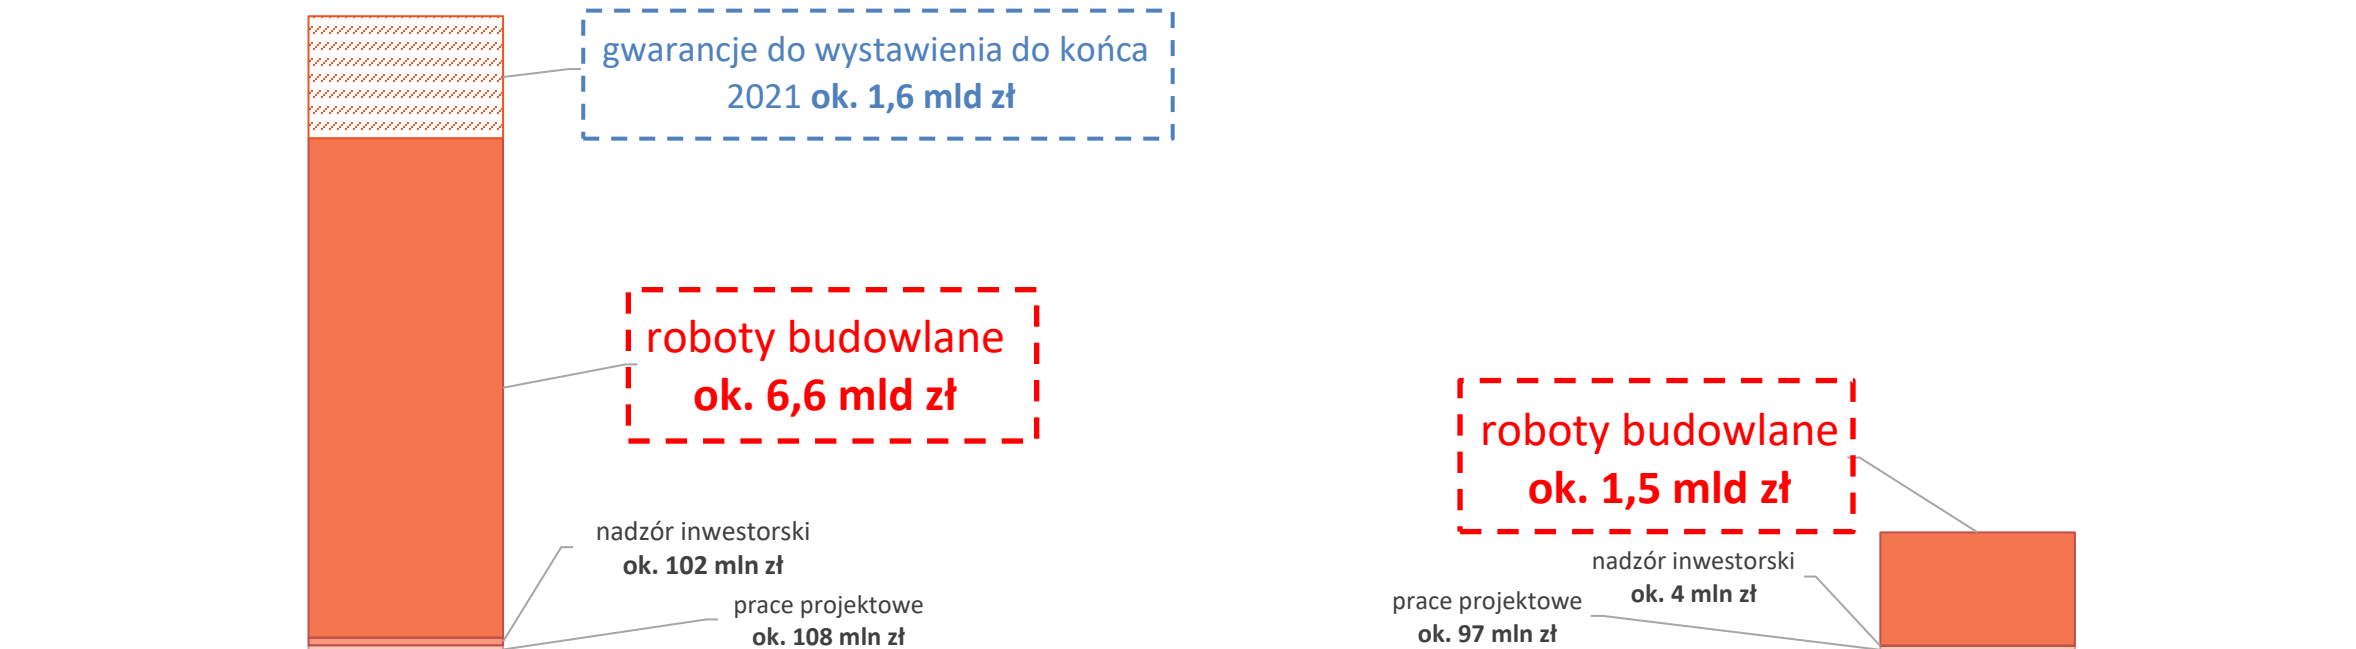 gwarancje do wystawienia do końca
2021 ok. 1,6 mld zł
roboty budowlane
ok. 6,6 mld zł
nadzór inwestorski
ok. 102 mln zł
prace projektowe
ok. 108 mln zł
roboty budowlane
ok. 1,5 mld zł
nadzór inwestorski
ok. 4 mln zł
prace projektowe
ok. 97 mln zł